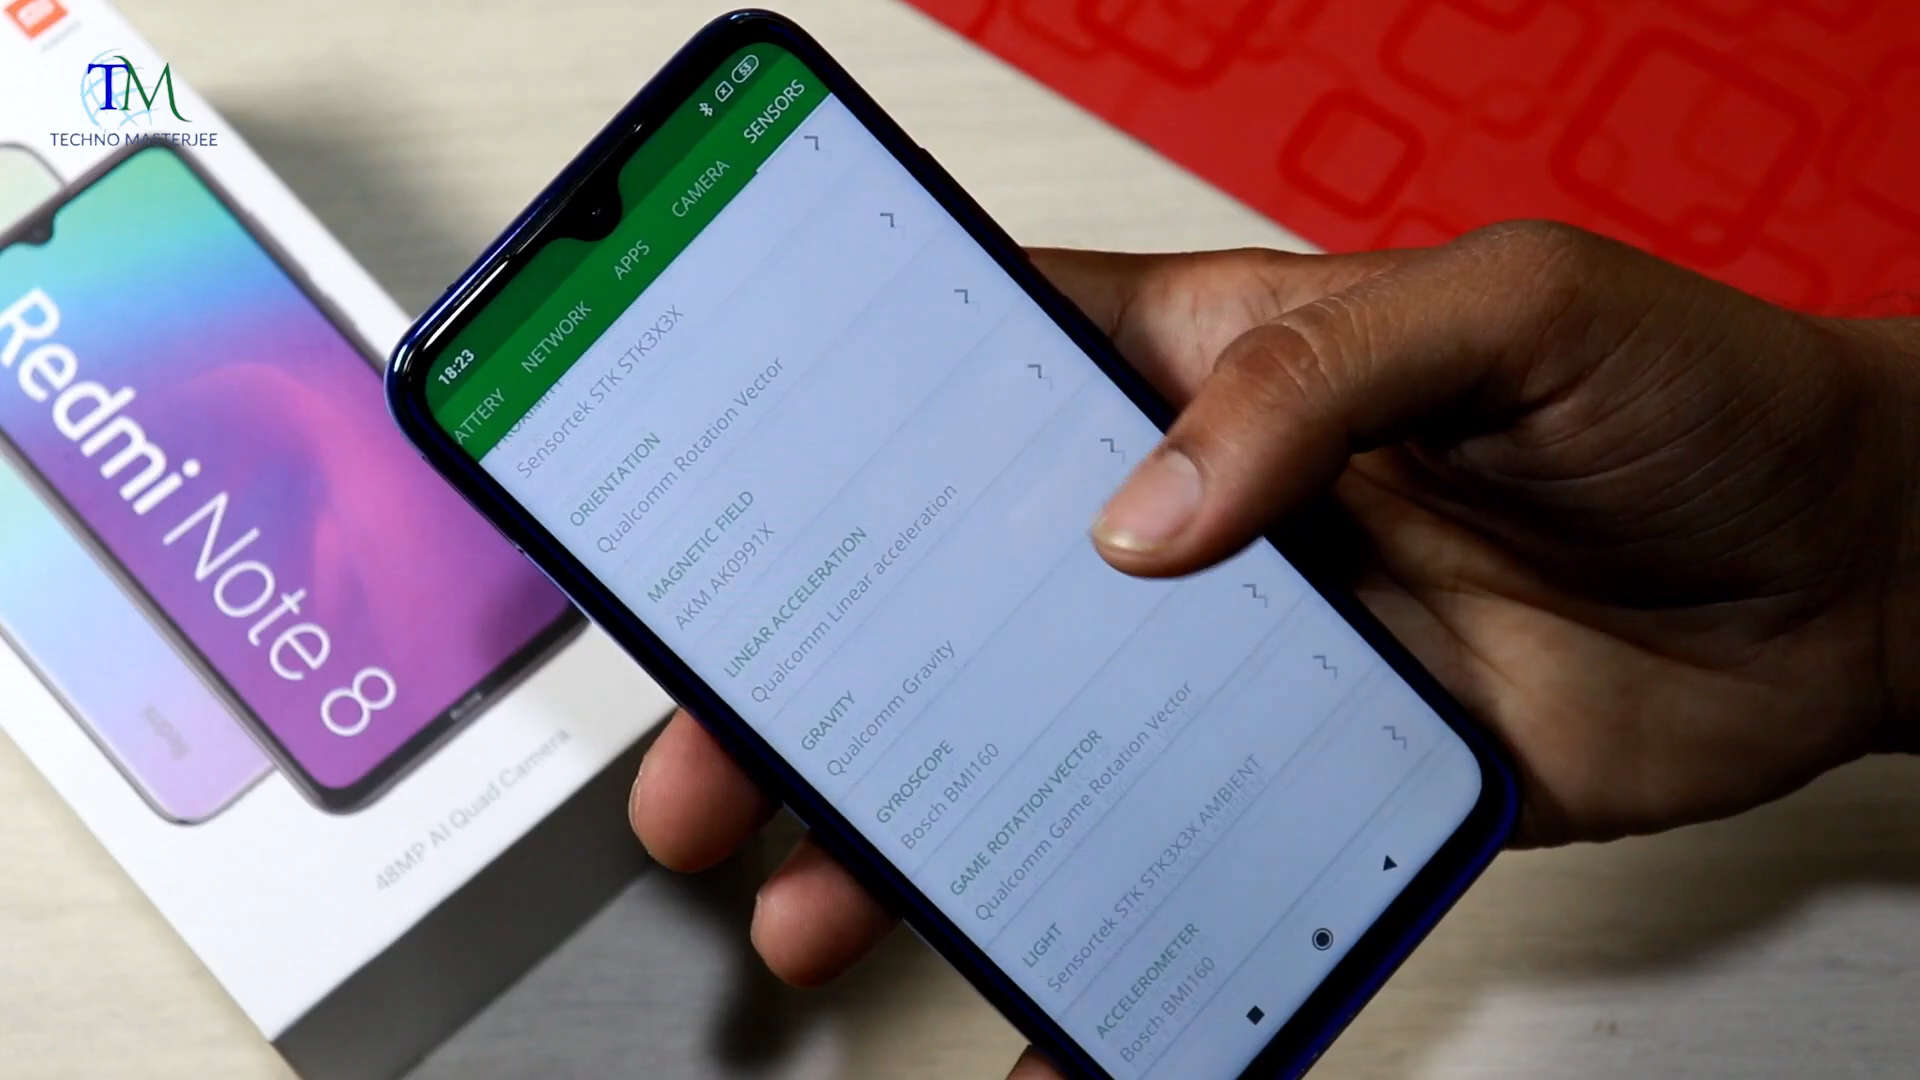 TM
TECHNO MASTERJEE
Redmi Note 8
48MP AI Quad Camera
18:23
53
ATTERY NETWORK APPS CAMERA SENSORS
Sensortek STK STK3X3X
ORIENTATION
Qualcomm Rotation Vector
MAGNETIC FIELD
AKM AK0991X
LINEAR ACCELERATION
Qualcomm Linear acceleration
GRAVITY
Qualcomm Gravity
GYROSCOPE
Bosch BMI160
GAME ROTATION VECTOR
Qualcomm Game Rotation Vector
LIGHT
Sensortek STK STK3X3X AMBIENT
ACCELEROMETER
Bosch BMI160